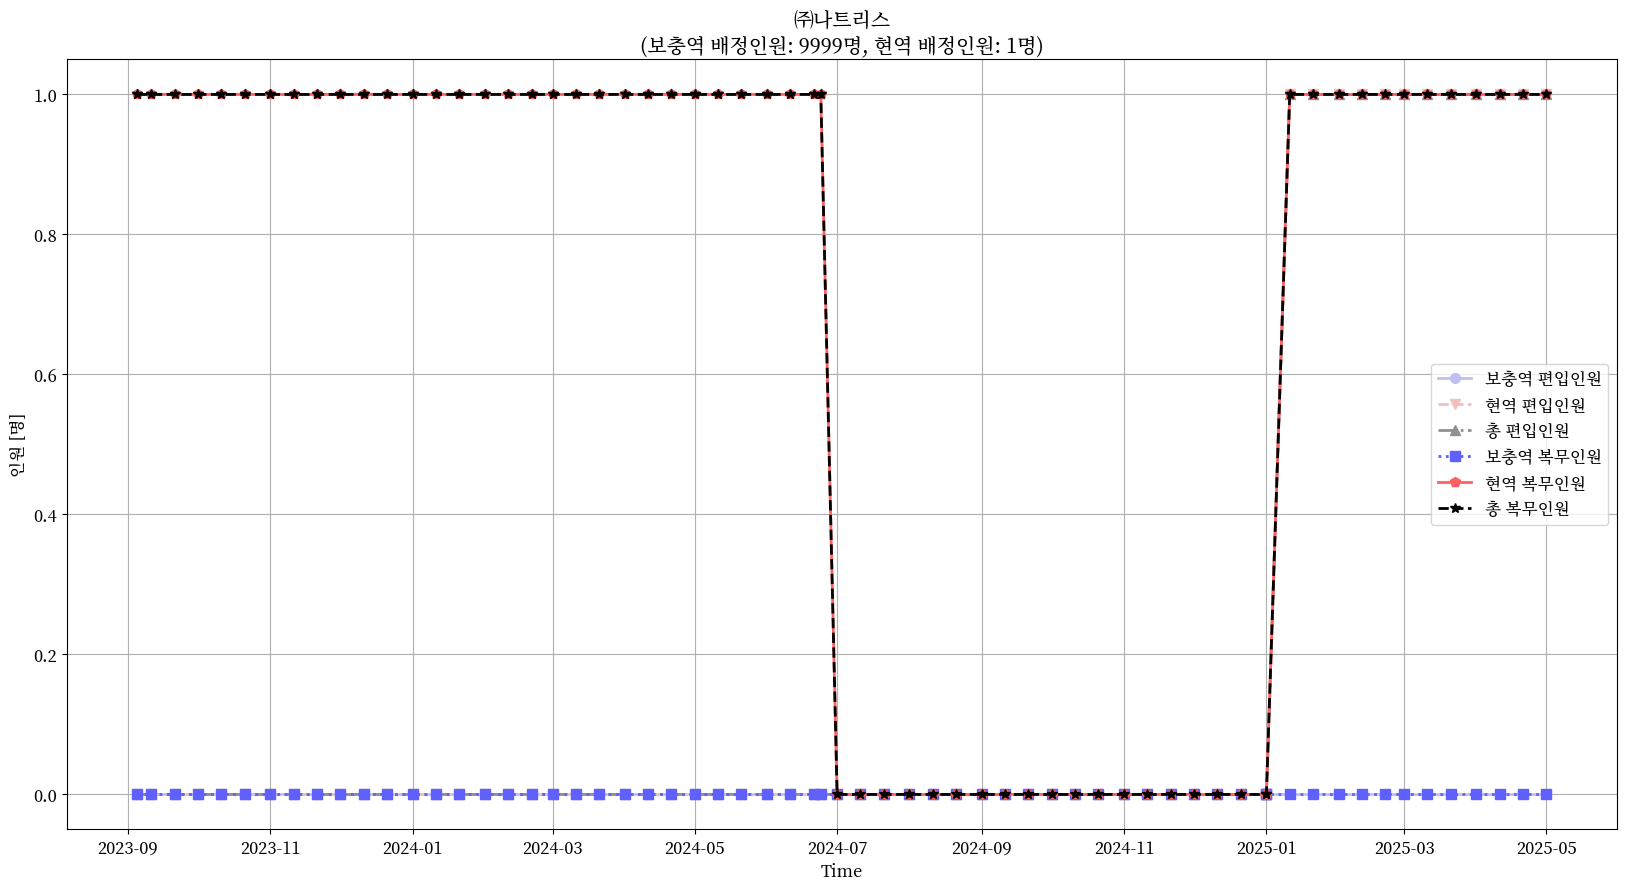 ㈜나트리스
(보충역 배정인원: 9999명, 현역 배정인원: 1명)
인원 [명]
1.0
0.8
0.6
0.4
0.2
0.0
보충역 편입인원
현역 편입인원
총 편입인원
보충역 복무인원
현역 복무인원
총 복무인원
2023-09 2023-11 2024-01 2024-03 2024-05 2024-07 2024-09 2024-11 2025-01 2025-03 2025-05
Time